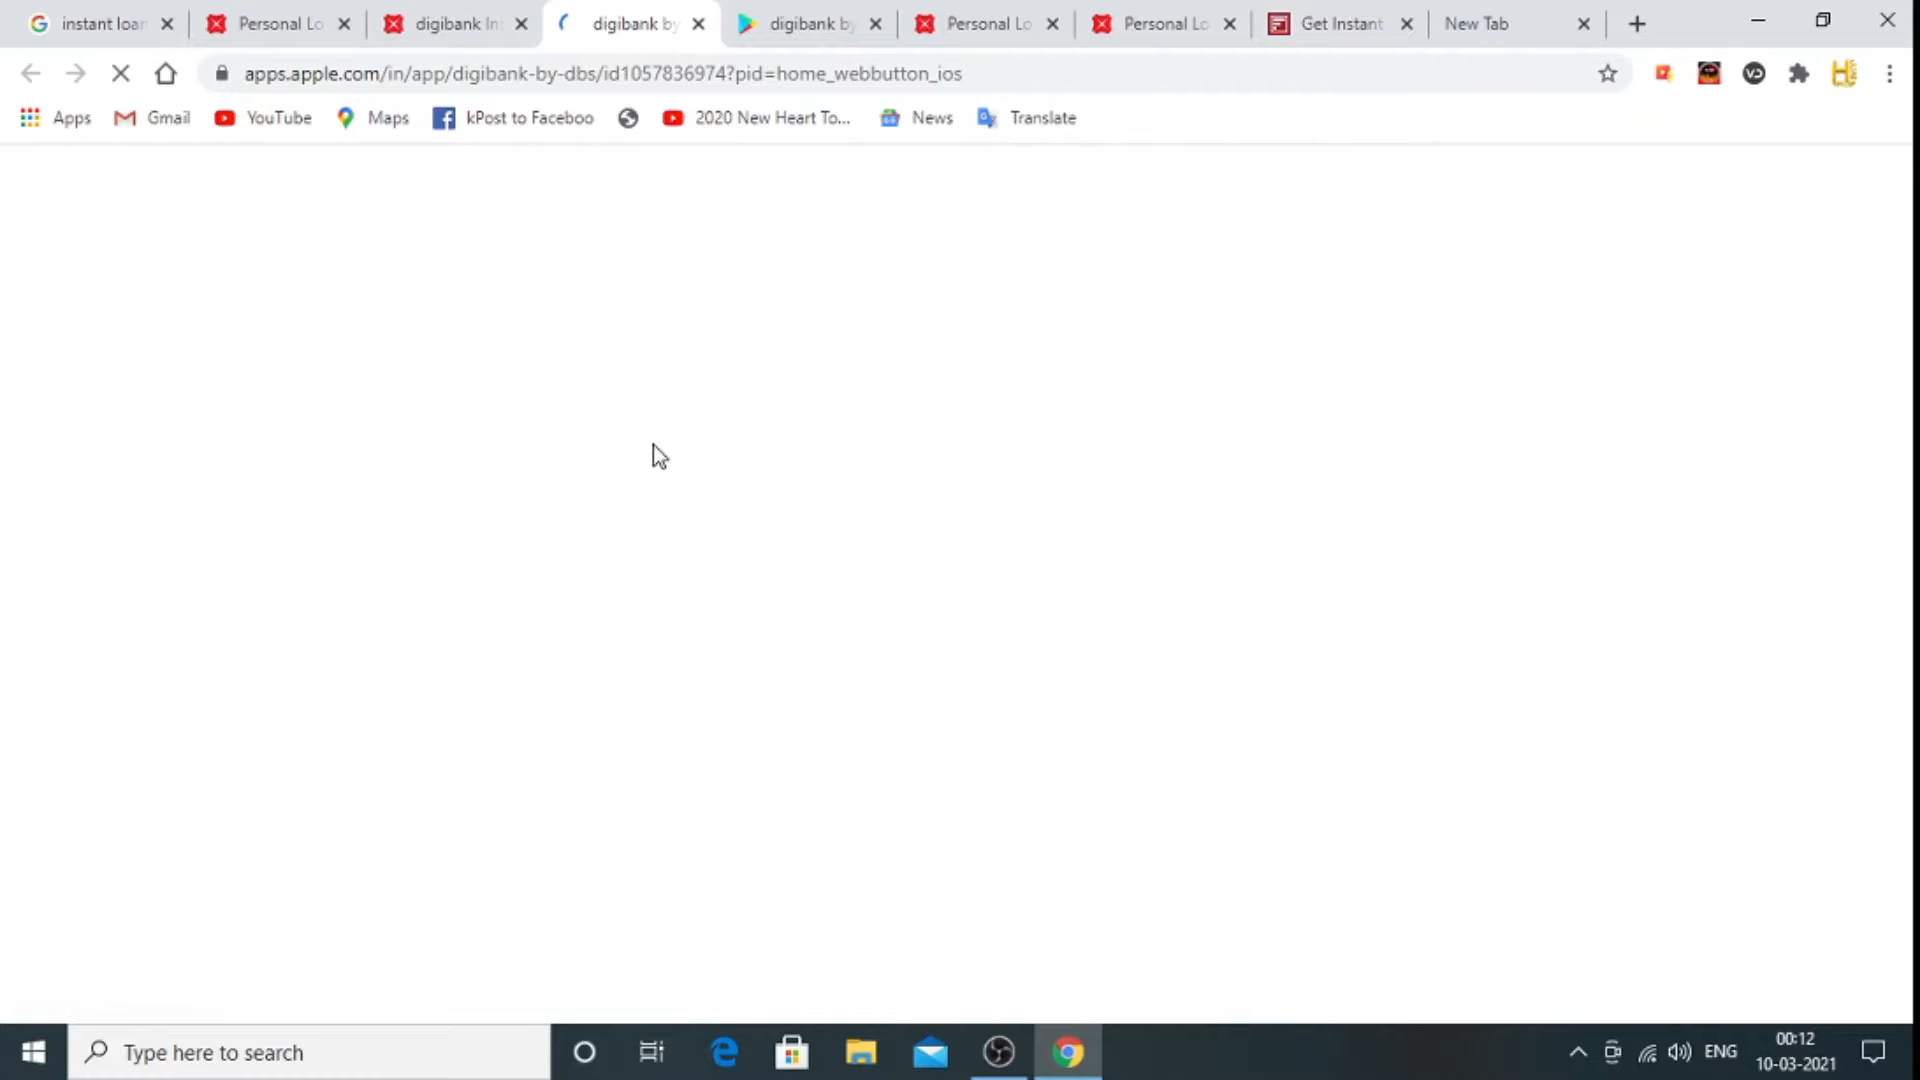 instant loan
Personal Lo
digibank In
digibank by
digibank by
Personal Lo
Personal Lo
Get Instant
New Tab
apps.apple.com/in/app/digibank-by-dbs/id1057836974?pid=home_webbutton_ios
Apps
Gmail
YouTube
Maps
kPost to Faceboo
2020 New Heart To...
News
Translate
Type here to search
ENG
00:12
10-03-2021